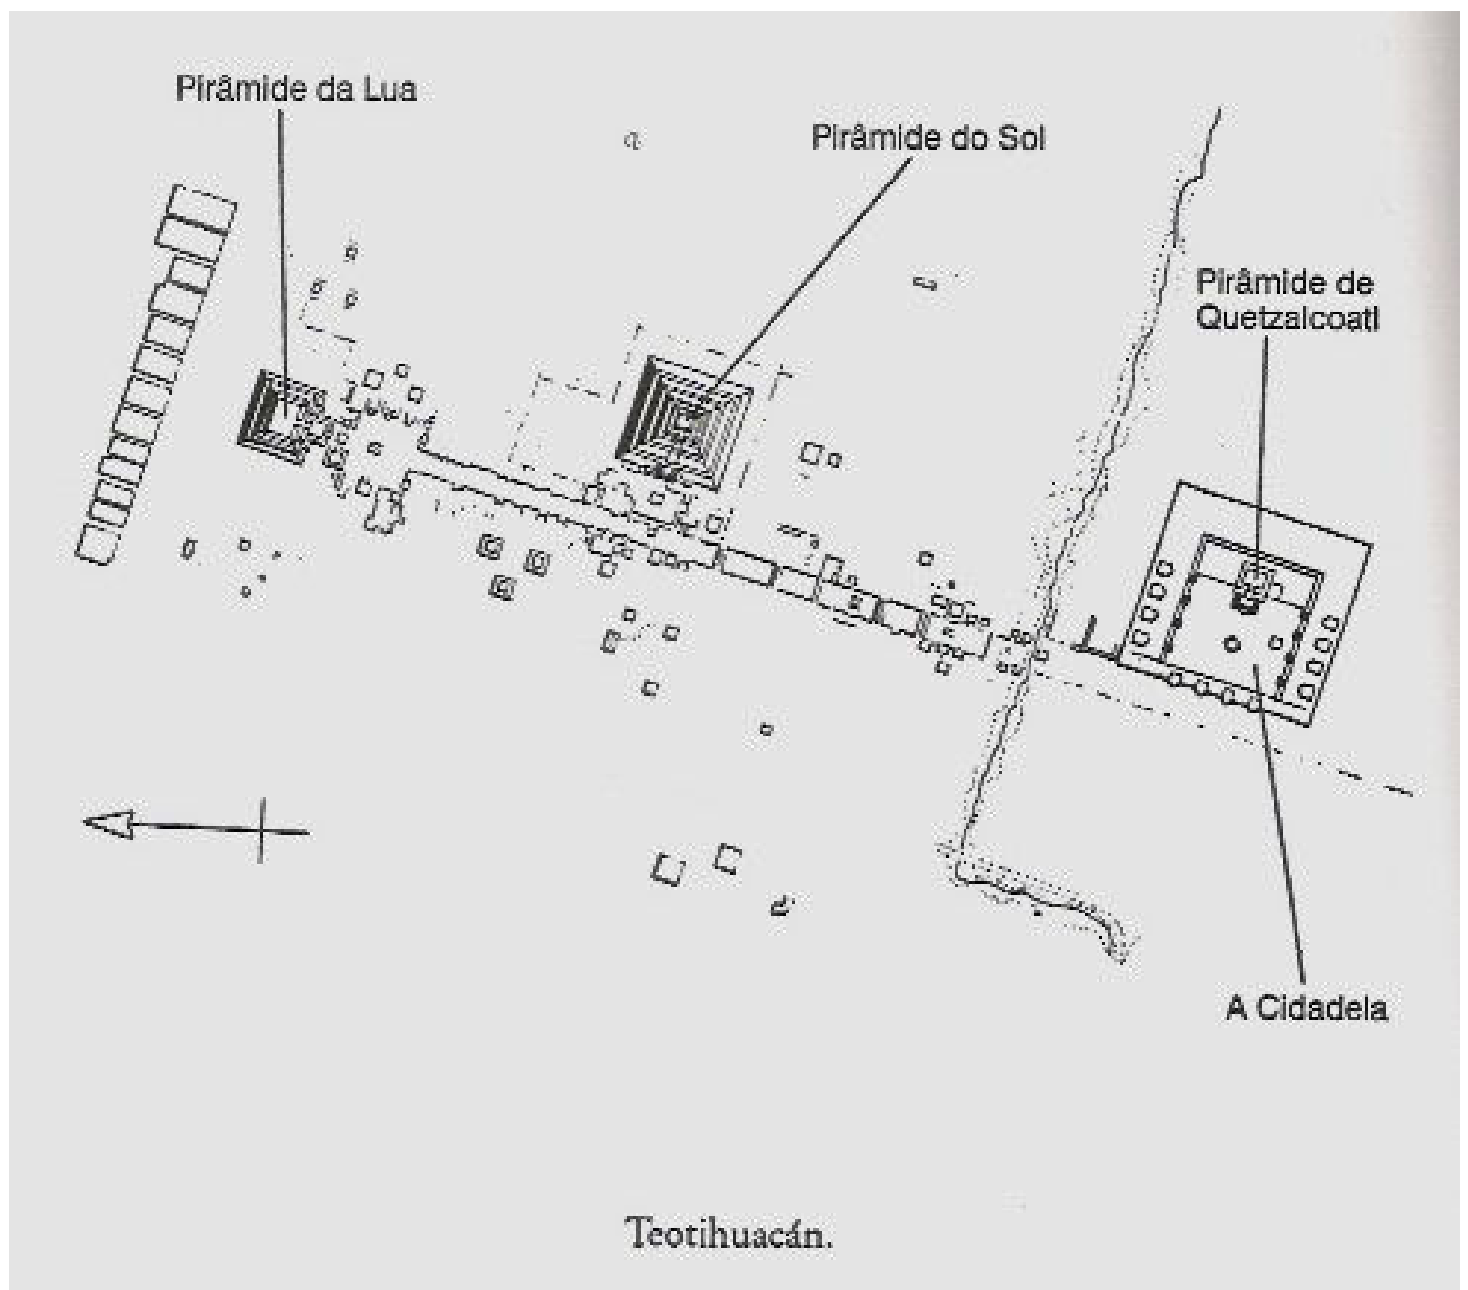 Pirâmide da Lua
Pirâmide do Sol
Pirâmide de
Quetzalcoatl
A Cidadela
Teotihuacán.